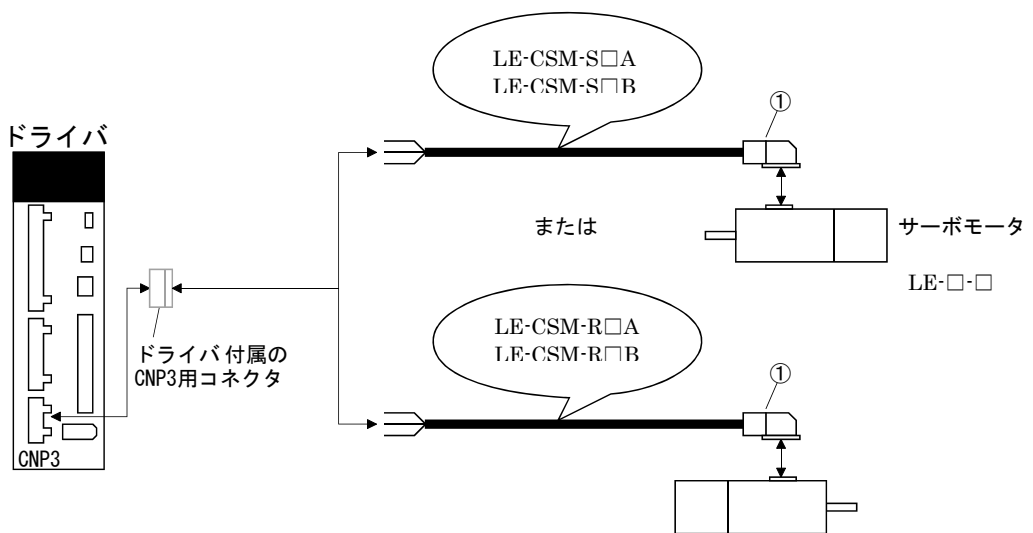 LE-CSM-S□A
LE-CSM-S□B
①
ドライバ
または
サーボモータ
LE-□-□
LE-CSM-R□A
LE-CSM-R□B
ドライバ 付属の
CNP3用コネクタ
①
CNP3